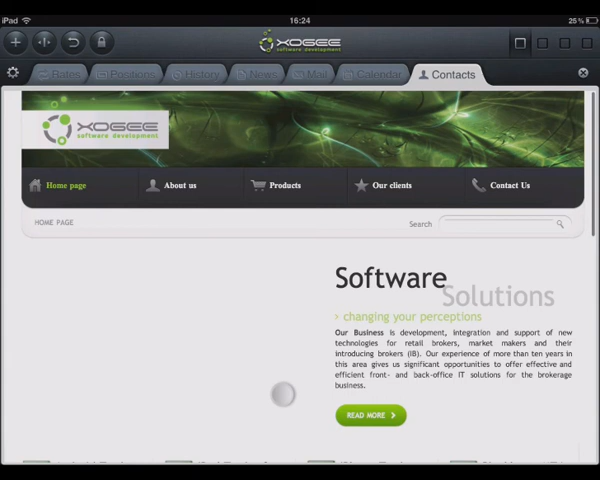 iPad
16:24
25%
XOGEE
software development
Rates
Positions
History
News
Mail
Calendar
Contacts
XOGEE
software development
Home page
About us
Products
Our clients
Contact Us
HOME PAGE
Search
Software
Solutions
› changing your perceptions
Our Business is development, integration and support of new
technologies for retail brokers, market makers and their
introducing brokers (IB). Our experience of more than ten years in
this area gives us significant opportunities to offer effective and
efficient front- and back-office IT solutions for the brokerage
business.
READ MORE